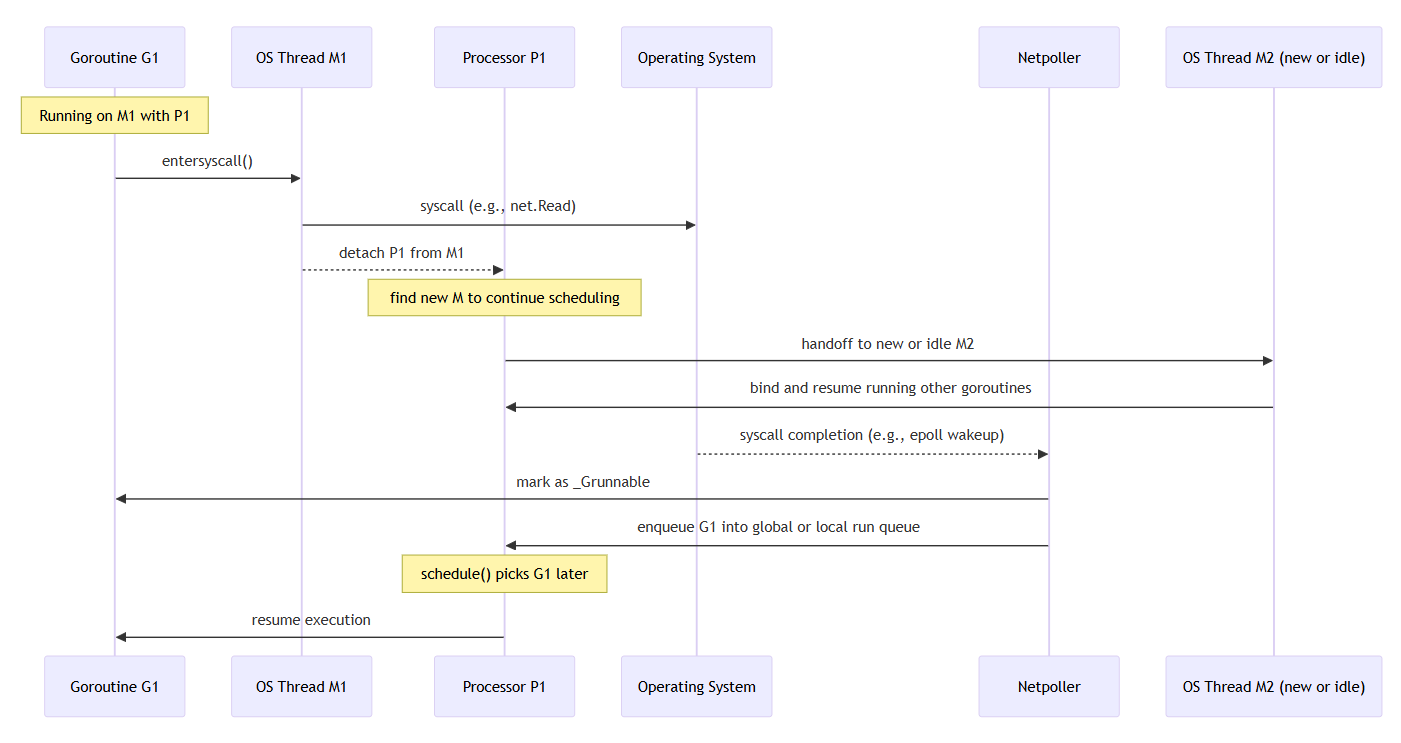 Goroutine G1
OS Thread M1
Processor P1
Operating System
Netpoller
OS Thread M2 (new or idle)
Running on M1 with P1
entersyscall()
syscall (e.g., net.Read)
detach P1 from M1
find new M to continue scheduling
handoff to new or idle M2
bind and resume running other goroutines
syscall completion (e.g., epoll wakeup)
mark as _Grunnable
enqueue G1 into global or local run queue
schedule() picks G1 later
resume execution
Goroutine G1
OS Thread M1
Processor P1
Operating System
Netpoller
OS Thread M2 (new or idle)